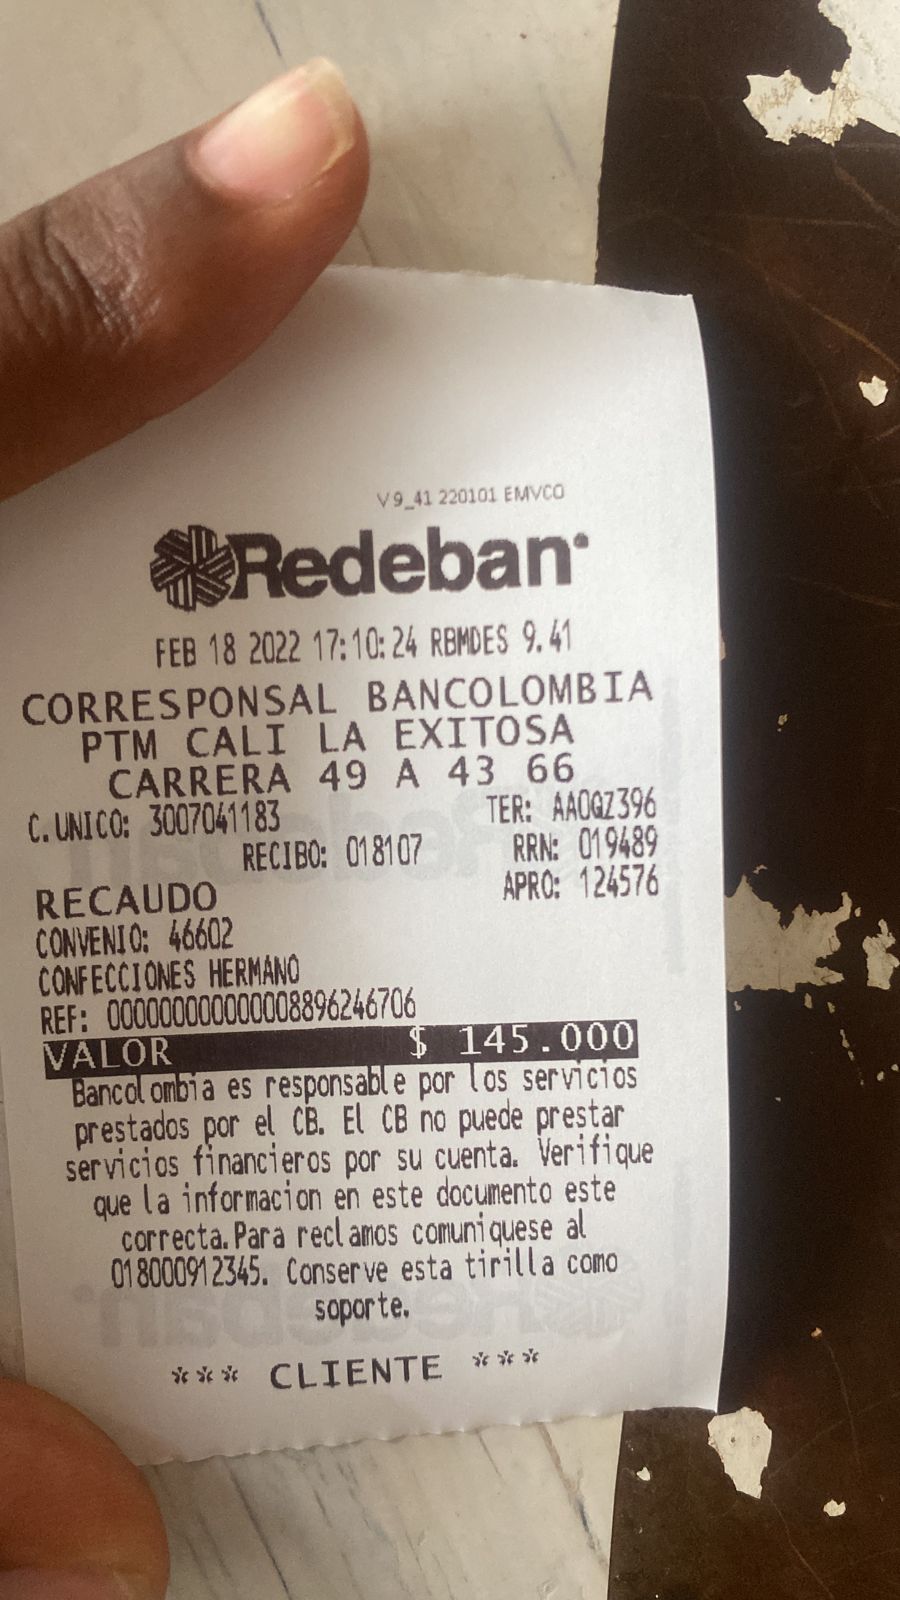 V9_41 220101 EMVCO
Redeban
FEB 18 2022 17:10:24 RBMDES 9.41
CORRESPONSAL BANCOLOMBIA
PTM CALI LA EXITOSA
CARRERA 49 A 43 66
C.UNICO: 3007041183 TER: AAOQZ396
RECIBO: 018107 RRN: 019489
RECAUDO APRO: 124576
CONVENIO: 46602
CONFECCIONES HERMANO
REF: 0000000000000008896246706
VALOR $ 145.000
Bancolombia es responsable por los servicios
prestados por el CB. El CB no puede prestar
servicios financieros por su cuenta. Verifique
que la informacion en este documento este
correcta.Para reclamos comuniquese al
018000912345. Conserve esta tirilla como
soporte.
*** CLIENTE ***